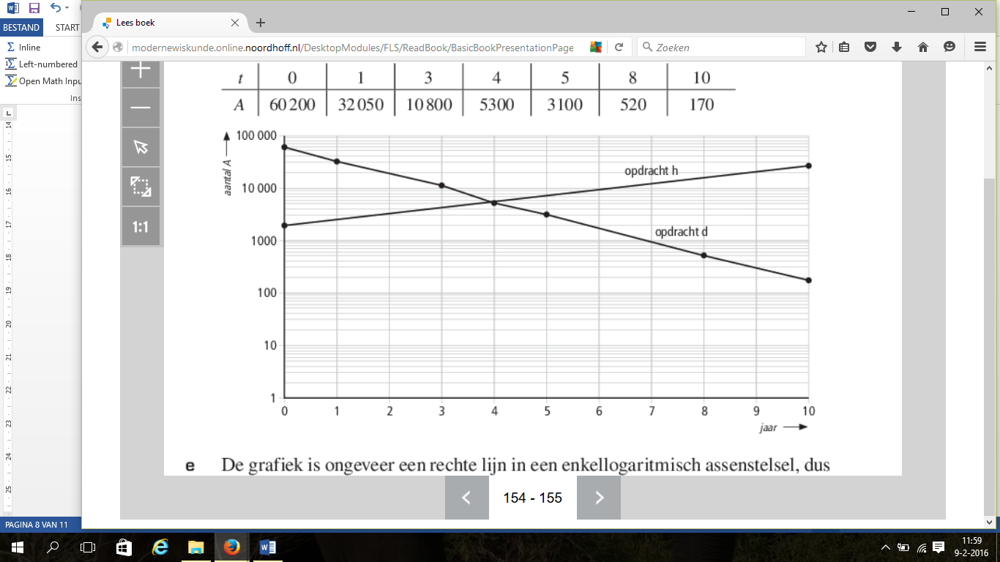 Lees boek
BESTAND START
modernewiskunde.online.noordhoff.nl/DesktopModules/FLS/ReadBook/BasicBookPresentationPage
Zoeken
Inline
Left-numbered
Open Math Inpu
Ins
t 0 1 3 4 5 8 10
A 60 200 32 050 10 800 5300 3100 520 170
1:1
aantal A
100 000
10 000
1000
100
10
1
opdracht h
opdracht d
0 1 2 3 4 5 6 7 8 9 10
jaar
e De grafiek is ongeveer een rechte lijn in een enkellogaritmisch assenstelsel, dus
154 - 155
14
15
16
17
18
19
20
21
22
23
24
25
PAGINA 8 VAN 11
11:59
9-2-2016